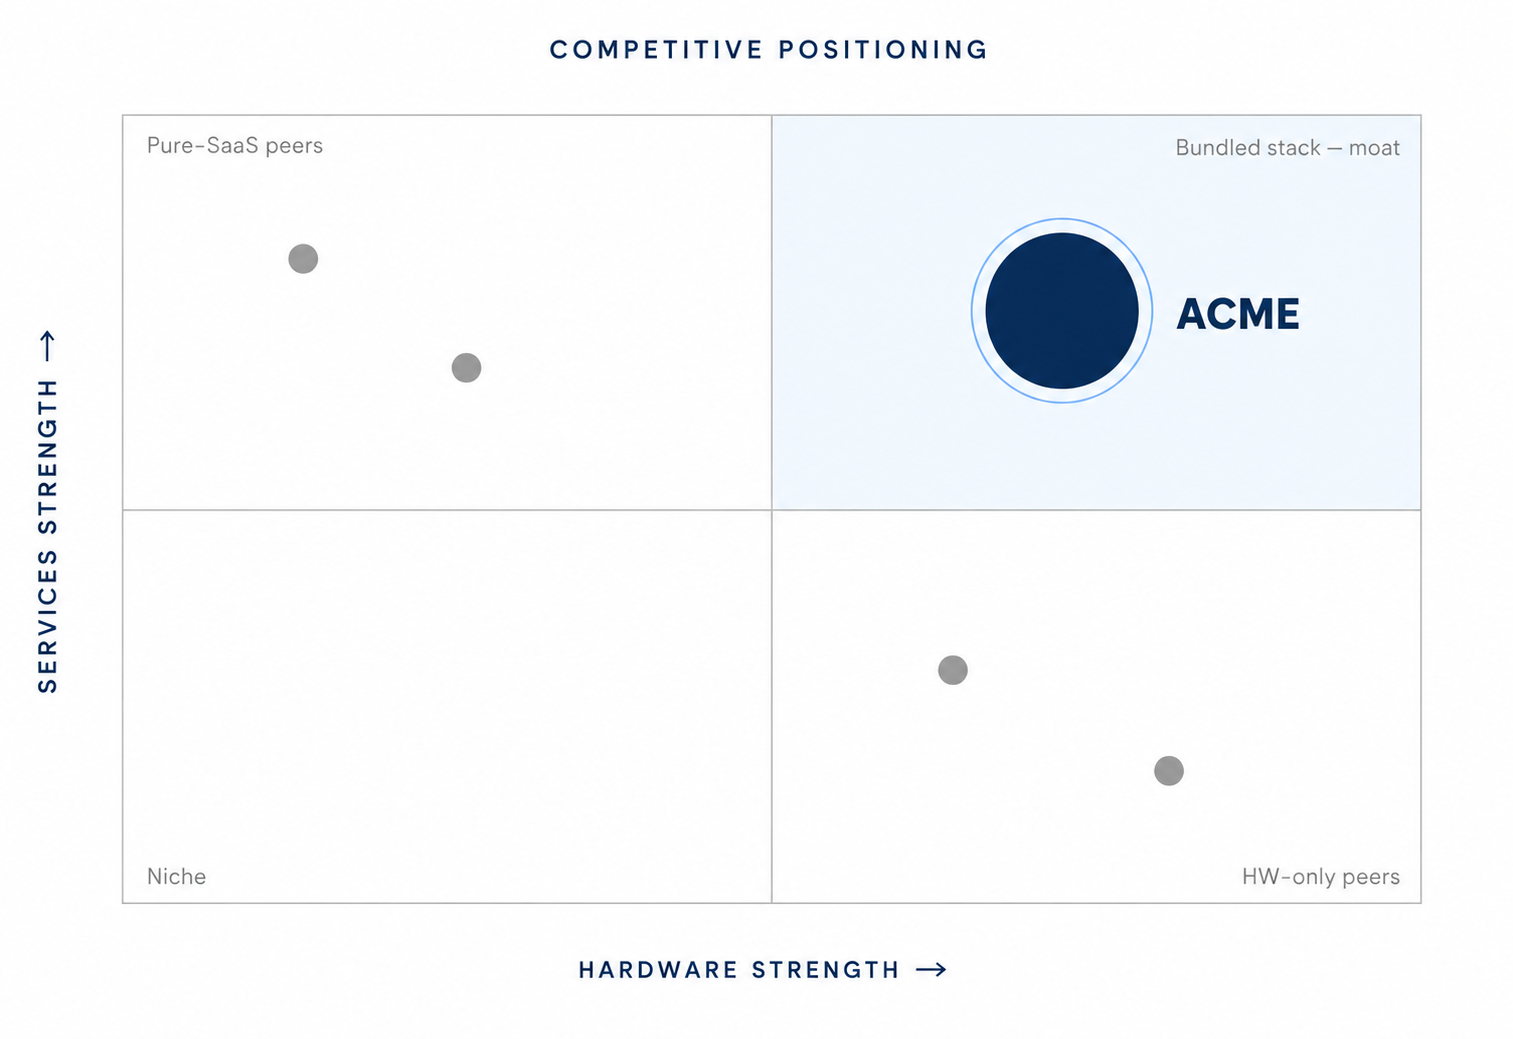 COMPETITIVE POSITIONING
Pure-SaaS peers
Bundled stack — moat
ACME
SERVICES STRENGTH →
Niche
HW-only peers
HARDWARE STRENGTH →